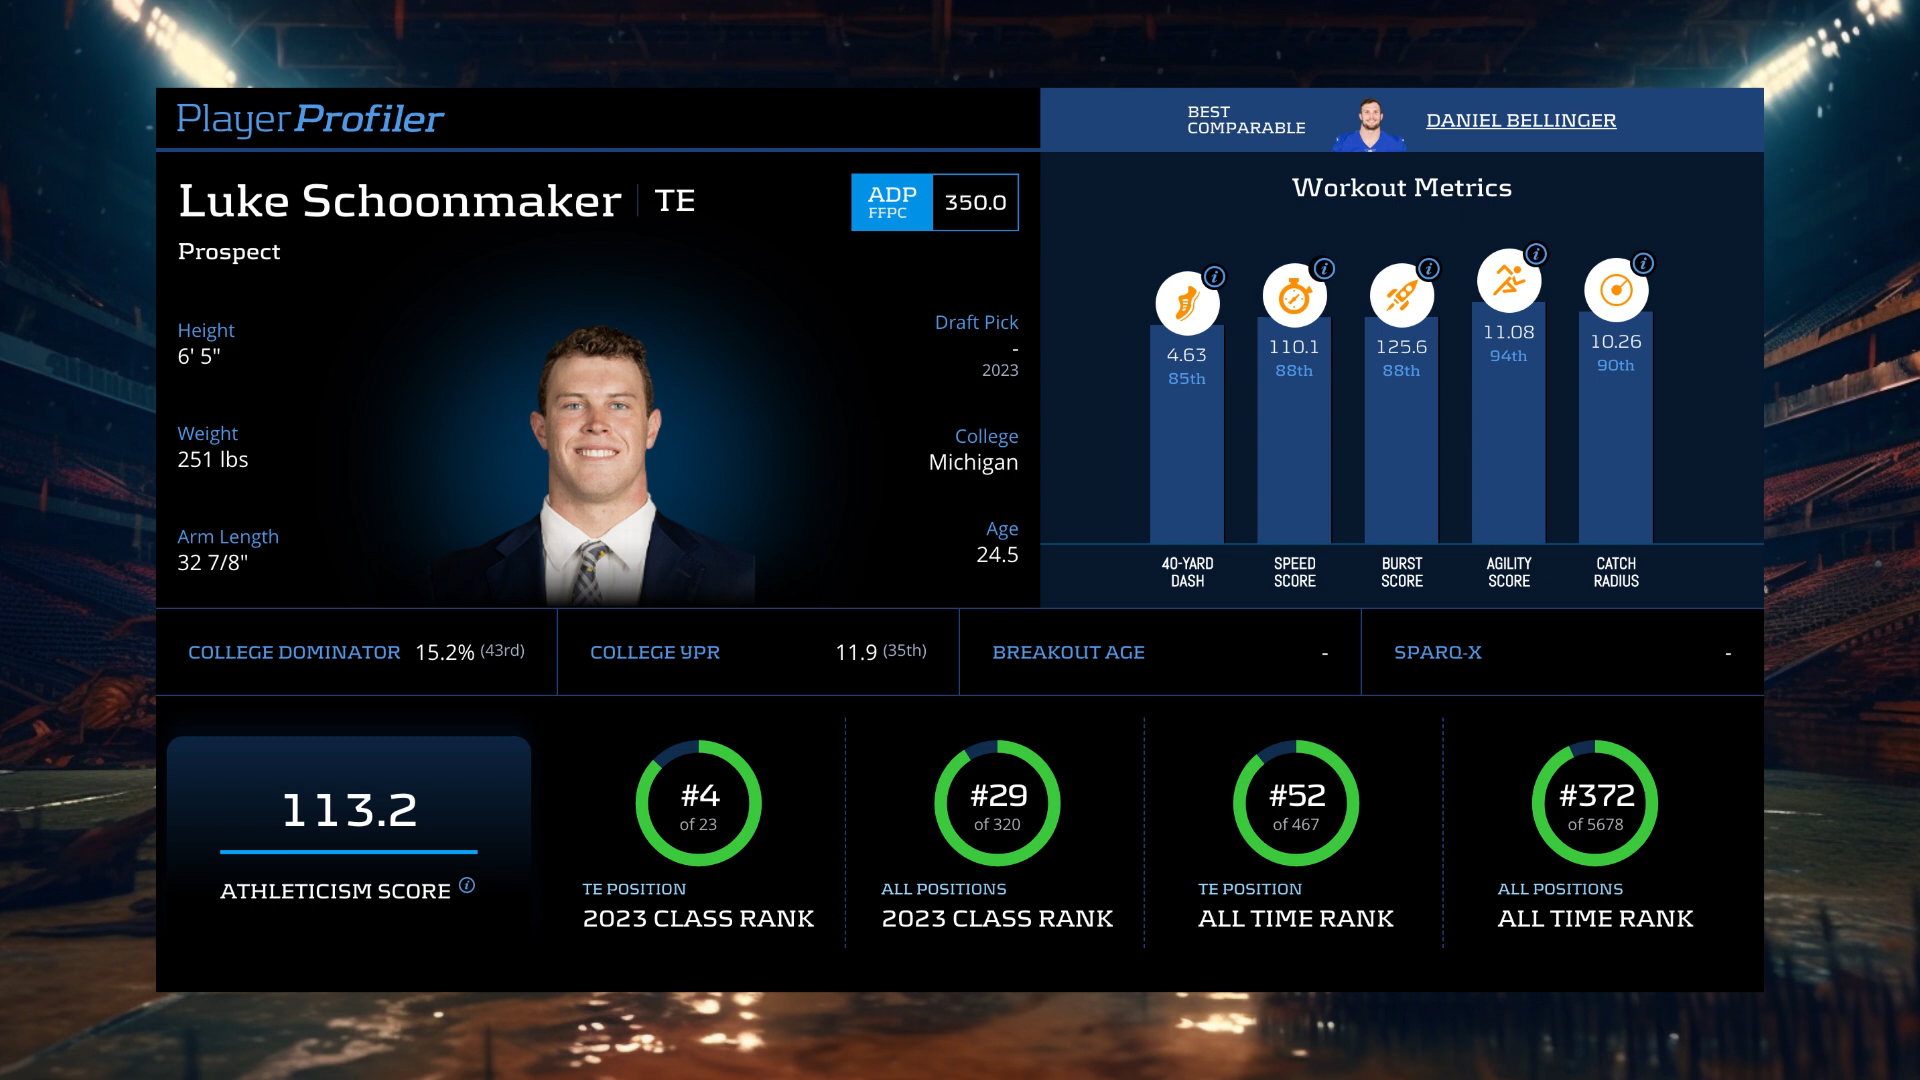 PlayerProfiler
BEST
COMPARABLE
DANIEL BELLINGER
Luke Schoonmaker | TE
ADP
FFPC
350.0
Prospect
Height
6' 5"
Weight
251 lbs
Arm Length
32 7/8"
Draft Pick
-
2023
College
Michigan
Age
24.5
Workout Metrics
4.63
85th
110.1
88th
125.6
88th
11.08
94th
10.26
90th
40-YARD
DASH
SPEED
SCORE
BURST
SCORE
AGILITY
SCORE
CATCH
RADIUS
COLLEGE DOMINATOR 15.2% (43rd)
COLLEGE YPR 11.9 (35th)
BREAKOUT AGE -
SPARQ-X -
113.2
ATHLETICISM SCORE i
#4
of 23
TE POSITION
2023 CLASS RANK
#29
of 320
ALL POSITIONS
2023 CLASS RANK
#52
of 467
TE POSITION
ALL TIME RANK
#372
of 5678
ALL POSITIONS
ALL TIME RANK